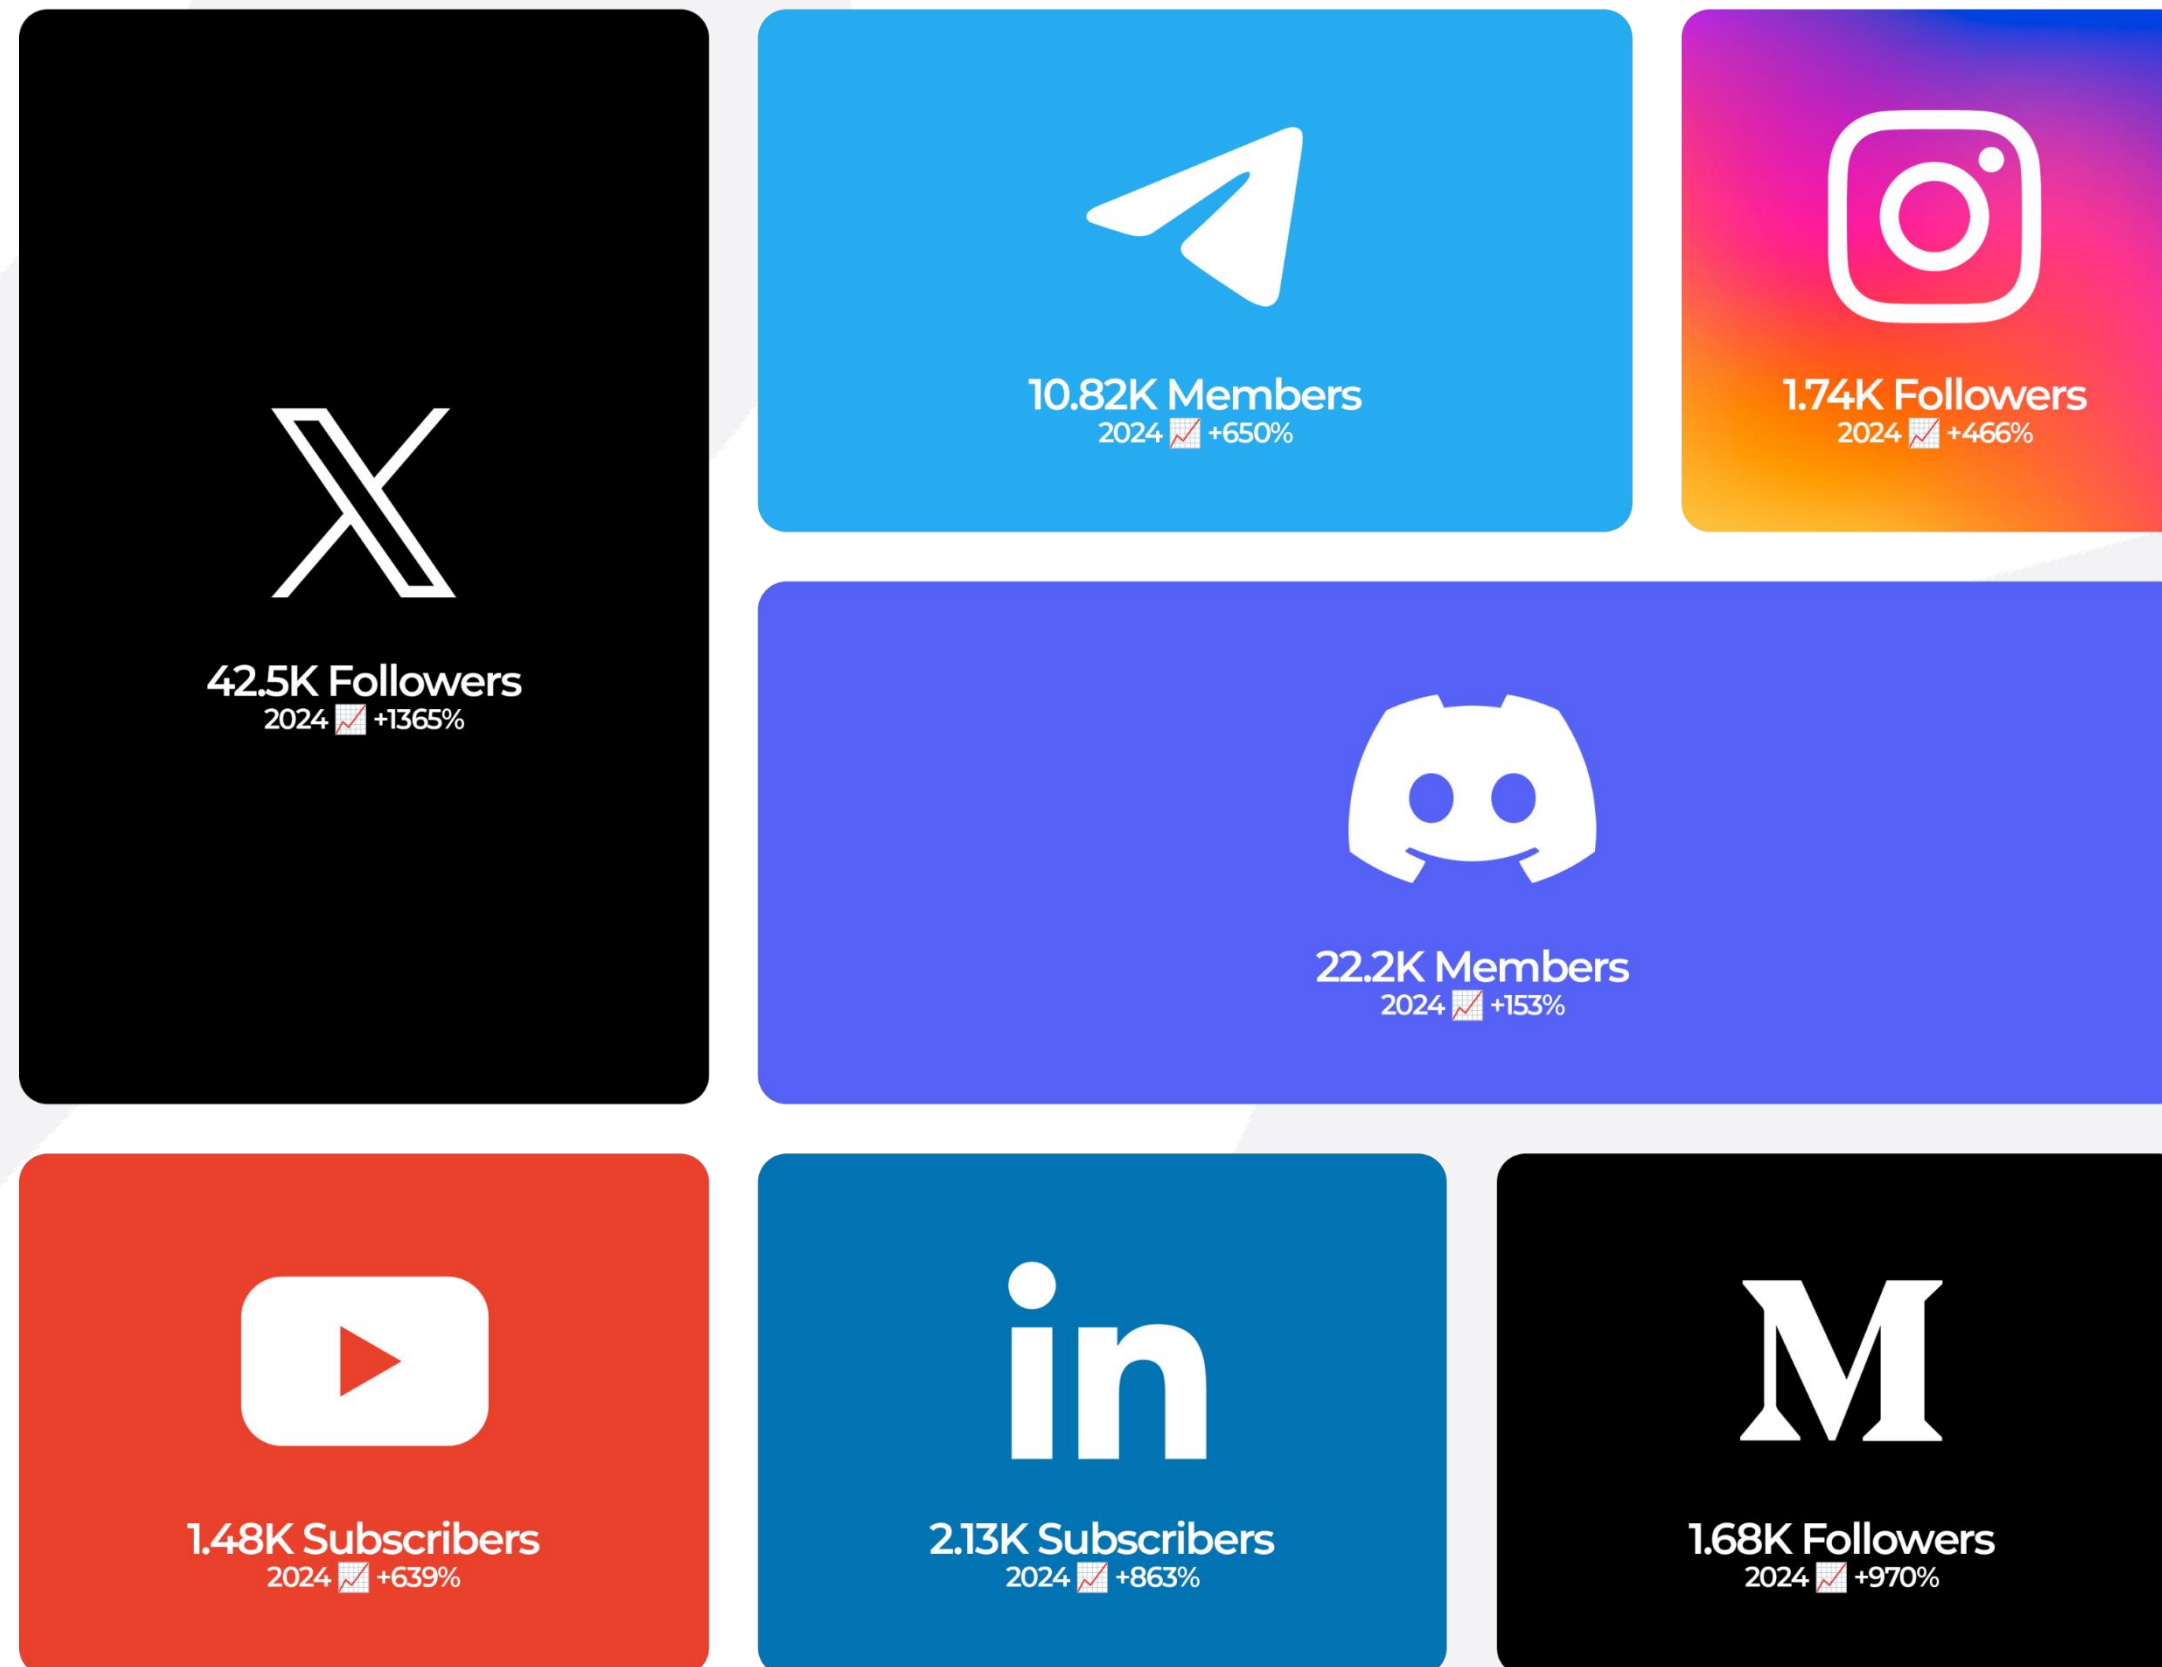 10.82K Members
2024 📈 +650%
1.74K Followers
2024 📈 +466%
42.5K Followers
2024 📈 +1365%
22.2K Members
2024 📈 +153%
in
1.48K Subscribers
2024 📈 +639%
2.13K Subscribers
2024 📈 +863%
M
1.68K Followers
2024 📈 +970%